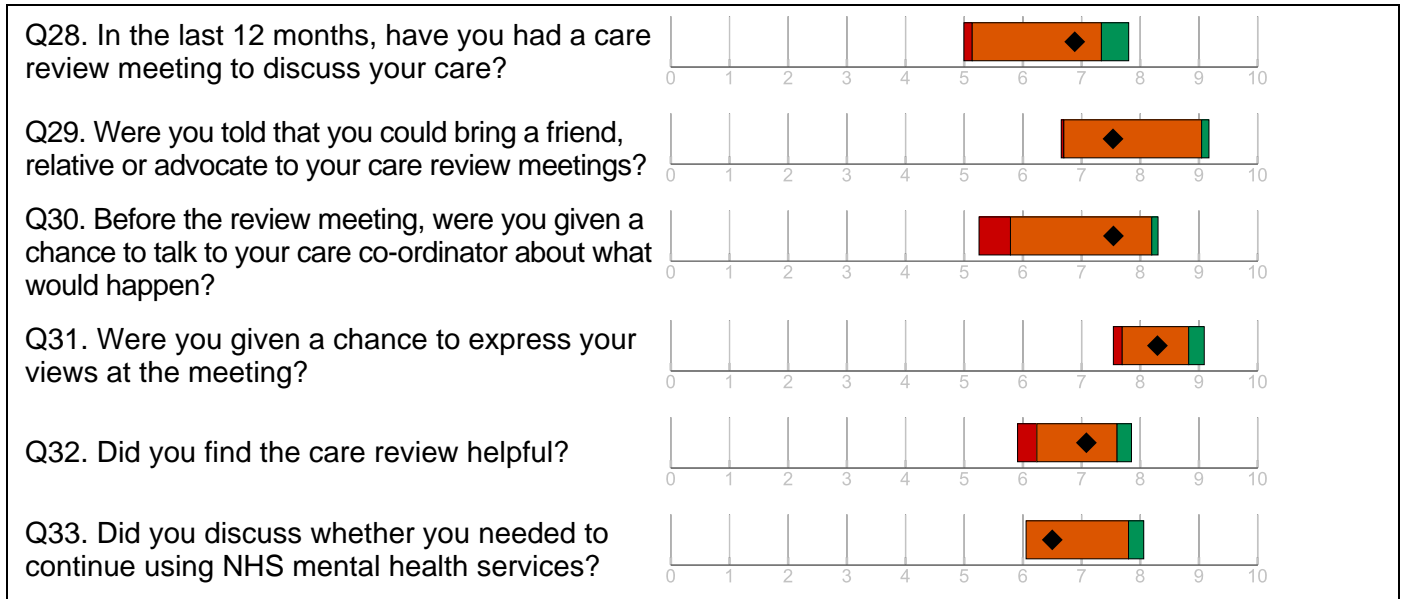 Q28. In the last 12 months, have you had a care
review meeting to discuss your care?
0 1 2 3 4 5 6 7 8 9 10
Q29. Were you told that you could bring a friend,
relative or advocate to your care review meetings?
0 1 2 3 4 5 6 7 8 9 10
Q30. Before the review meeting, were you given a
chance to talk to your care co-ordinator about what
would happen?
0 1 2 3 4 5 6 7 8 9 10
Q31. Were you given a chance to express your
views at the meeting?
0 1 2 3 4 5 6 7 8 9 10
Q32. Did you find the care review helpful?
0 1 2 3 4 5 6 7 8 9 10
Q33. Did you discuss whether you needed to
continue using NHS mental health services?
0 1 2 3 4 5 6 7 8 9 10